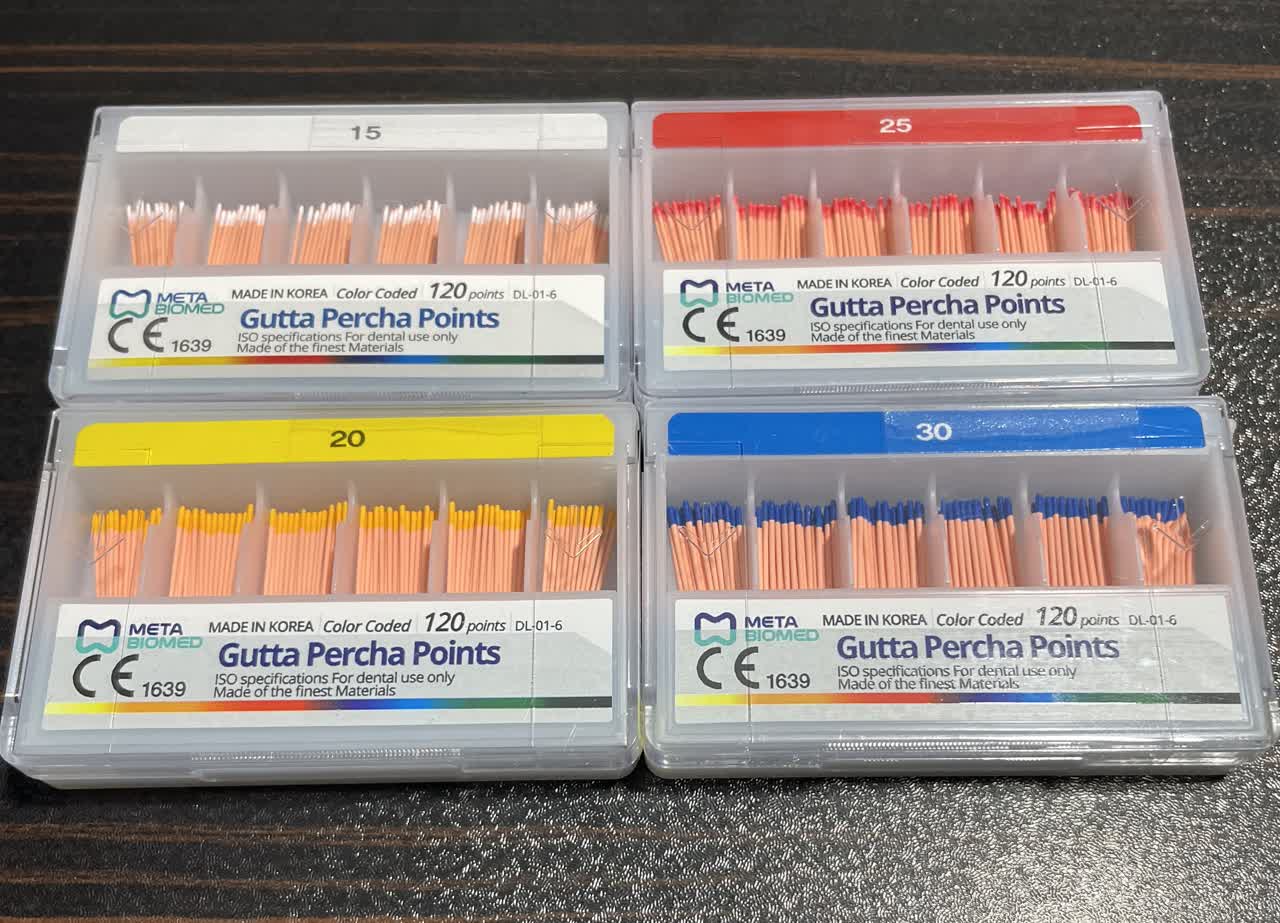 15
META
BIOMED
MADE IN KOREA Color Coded 120 points DL-01-6
Gutta Percha Points
CE 1639
ISO specifications For dental use only
Made of the finest Materials
25
META
BIOMED
MADE IN KOREA Color Coded 120 points DL-01-6
Gutta Percha Points
CE 1639
ISO specifications For dental use only
Made of the finest Materials
20
META
BIOMED
MADE IN KOREA Color Coded 120 points DL-01-6
Gutta Percha Points
CE 1639
ISO specifications For dental use only
Made of the finest Materials
30
META
BIOMED
MADE IN KOREA Color Coded 120 points DL-01-6
Gutta Percha Points
CE 1639
ISO specifications For dental use only
Made of the finest Materials